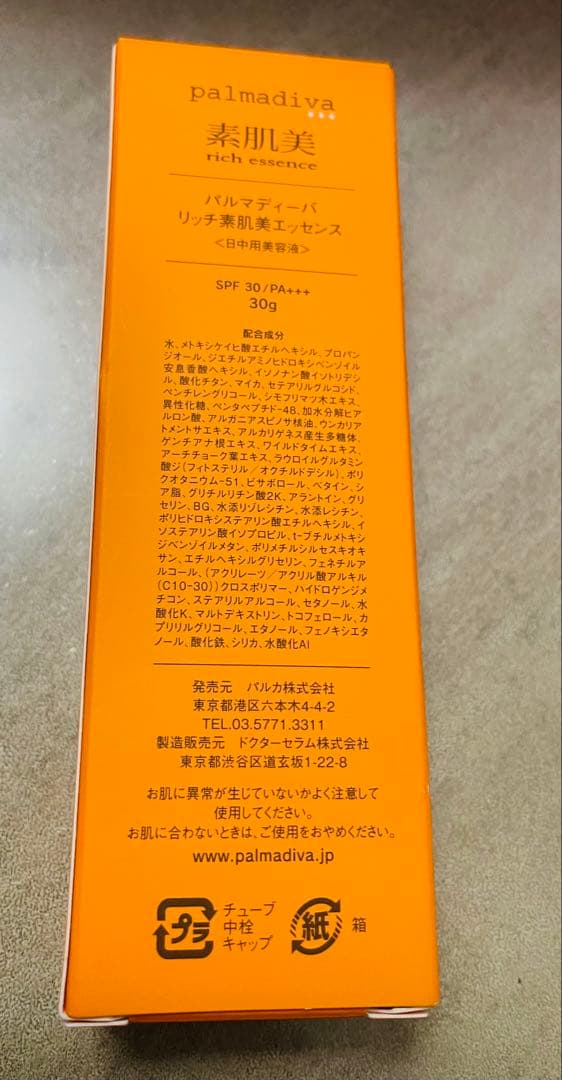 palmadiva
素肌美
rich essence
パルマディーバ
リッチ素肌美エッセンス
＜日中用美容液＞
SPF 30/PA+++
30g
配合成分
水、メトキシケイヒ酸エチルヘキシル、プロパン
ジオール、ジエチルアミノヒドロキシベンゾイル
安息香酸ヘキシル、イソノナン酸イソトリデシ
ル、酸化チタン、マイカ、セテアリルグルコシド、
ペンチレングリコール、シモフリマツ木エキス、
異性化糖、ペンタペプチド-48、加水分解ヒア
ルロン酸、アルガニアスピノサ核油、ウンカリア
トメントサエキス、アルカリゲネス産生多糖体、
ゲンチアナ根エキス、ワイルドタイムエキス、
アーチチョーク葉エキス、ラウロイルグルタミン
酸ジ(フィトステリル／オクチルドデシル)、ポリ
クオタニウム-51、ビサボロール、ベタイン、シ
ア脂、グリチルリチン酸2K、アラントイン、グリ
セリン、BG、水添リゾレシチン、水添レシチン、
ポリヒドロキシステアリン酸エチルヘキシル、イ
ソステアリン酸イソプロピル、t-ブチルメトキシ
ジベンゾイルメタン、ポリメチルシルセスキオキ
サン、エチルヘキシルグリセリン、フェネチルア
ルコール、(アクリレーツ／アクリル酸アルキル
(C10-30))クロスポリマー、ハイドロゲンジメ
チコン、ステアリルアルコール、セタノール、水
酸化K、マルトデキストリン、トコフェロール、カ
プリリルグリコール、エタノール、フェノキシエタ
ノール、酸化鉄、シリカ、水酸化Al
発売元　パルカ株式会社
東京都港区六本木4-4-2
TEL.03.5771.3311
製造販売元　ドクターセラム株式会社
東京都渋谷区道玄坂1-22-8
お肌に異常が生じていないかよく注意して
使用してください。
お肌に合わないときは、ご使用をおやめください。
www.palmadiva.jp
プラ
チューブ
中栓
キャップ
紙
箱